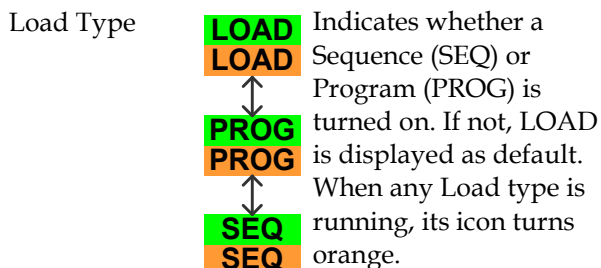 Load Type
LOAD
LOAD
PROG
PROG
SEQ
SEQ
Indicates whether a
Sequence (SEQ) or
Program (PROG) is
turned on. If not, LOAD
is displayed as default.
When any Load type is
running, its icon turns
orange.